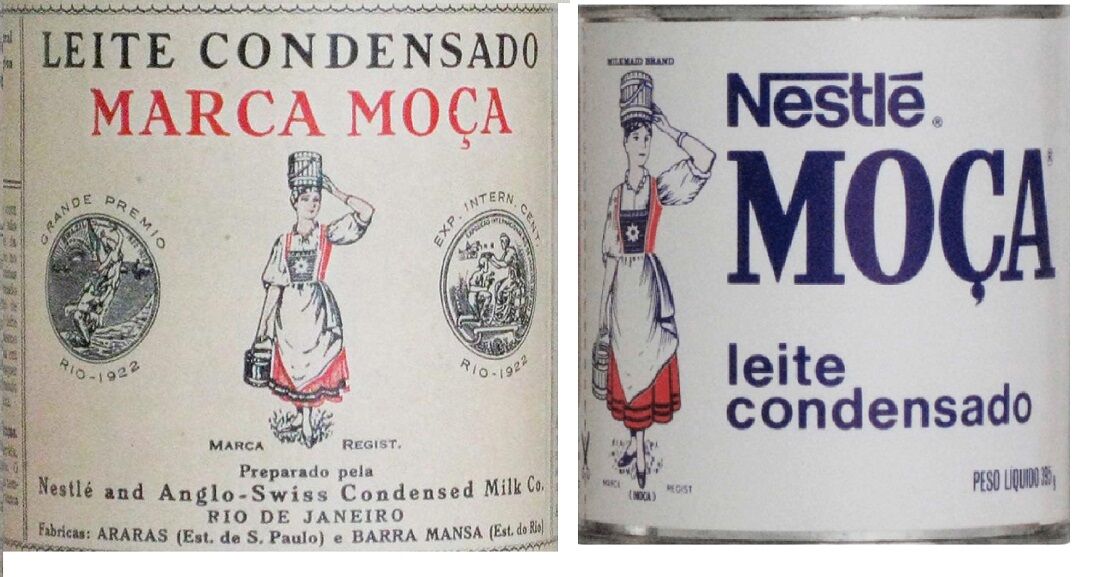 LEITE CONDENSADO
MARCA MOÇA
GRANDE PREMIO
RIO-1922
EXP. INTERN. CENT.
RIO-1922
MARCA REGIST.
Preparado pela
Nestlé and Anglo-Swiss Condensed Milk Co.
RIO DE JANEIRO
Fabricas: ARARAS (Est. de S. Paulo) e BARRA MANSA (Est. do Rio)
MILKMAID BRAND
Nestlé®
MOÇA
leite
condensado
MARCA REGIST
(MOÇA)
PESO LÍQUIDO 395g